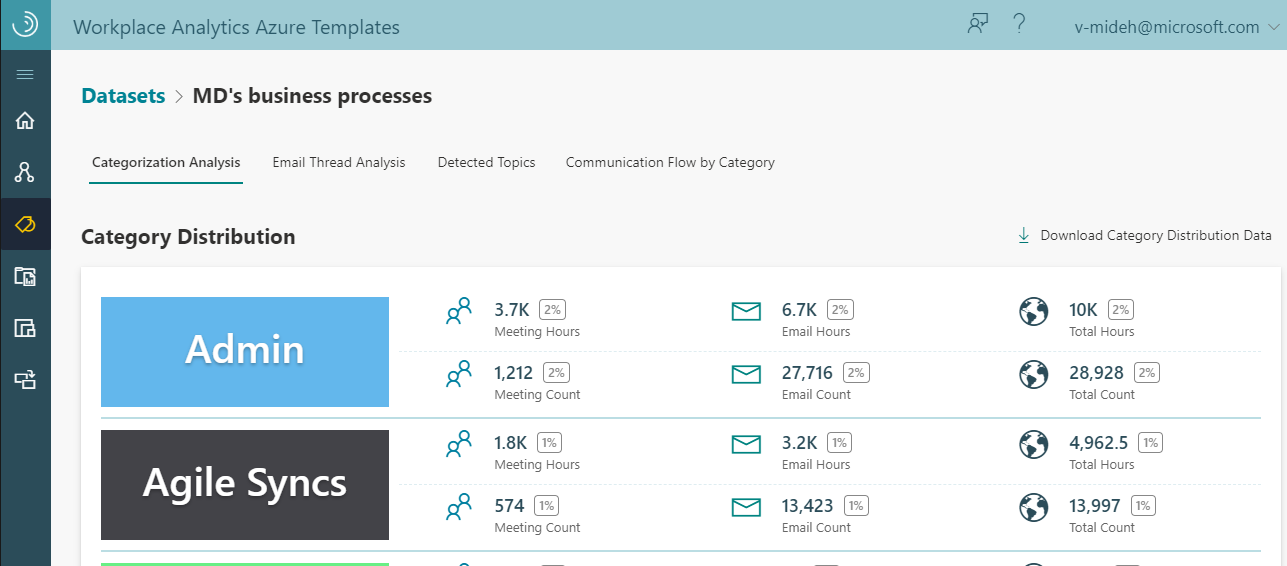 Workplace Analytics Azure Templates
? v-mideh@microsoft.com
Datasets > MD's business processes
Categorization Analysis Email Thread Analysis Detected Topics Communication Flow by Category
Category Distribution
Download Category Distribution Data
Admin
3.7K 2% 6.7K 2% 10K 2%
Meeting Hours Email Hours Total Hours
1,212 2% 27,716 2% 28,928 2%
Meeting Count Email Count Total Count
Agile Syncs
1.8K 1% 3.2K 1% 4,962.5 1%
Meeting Hours Email Hours Total Hours
574 1% 13,423 1% 13,997 1%
Meeting Count Email Count Total Count